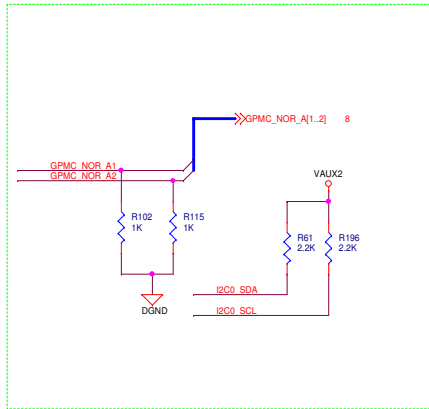 GPMC_NOR_A[1..2] 8
GPMC_NOR_A1
GPMC_NOR_A2
VAUX2
R102
1K
R115
1K
R61
2.2K
R196
2.2K
I2C0_SDA
DGND
I2C0_SCL